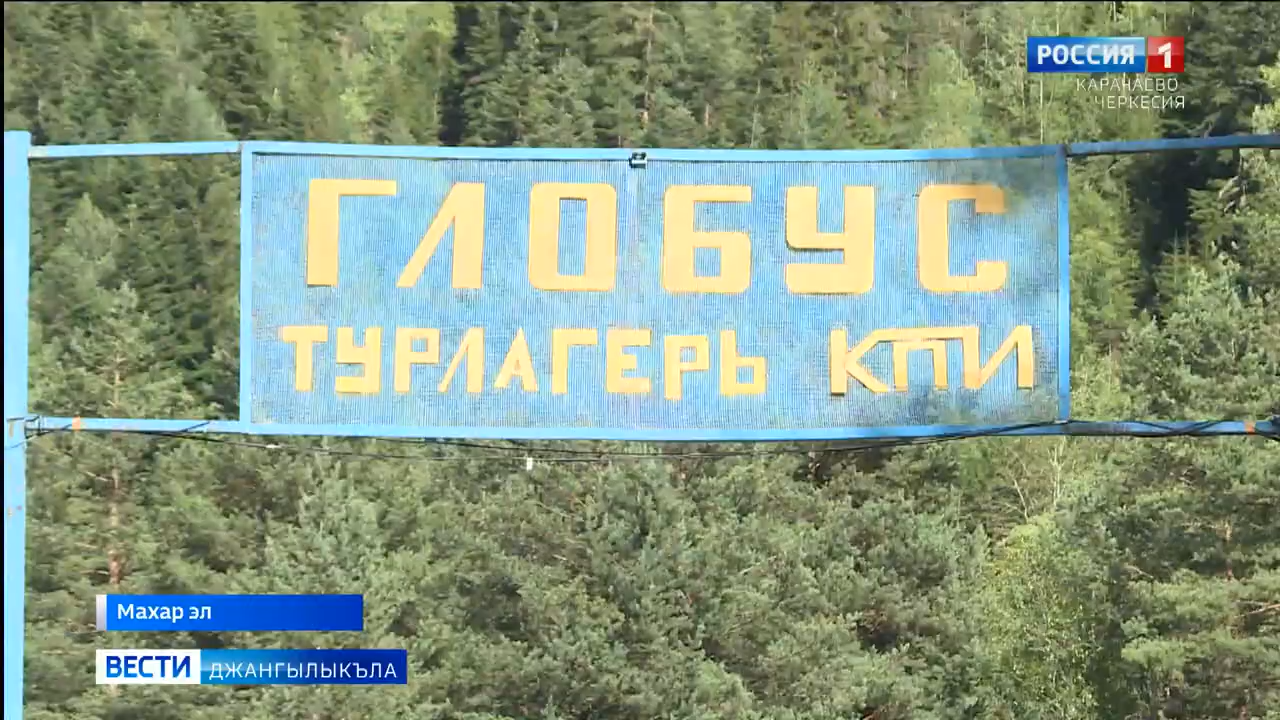 РОССИЯ 1
КАРАЧАЕВО
ЧЕРКЕСИЯ
ГЛОБУС
ТУРЛАГЕРЬ КПИ
Махар эл
ВЕСТИ ДЖАНГЫЛЫКЪЛА